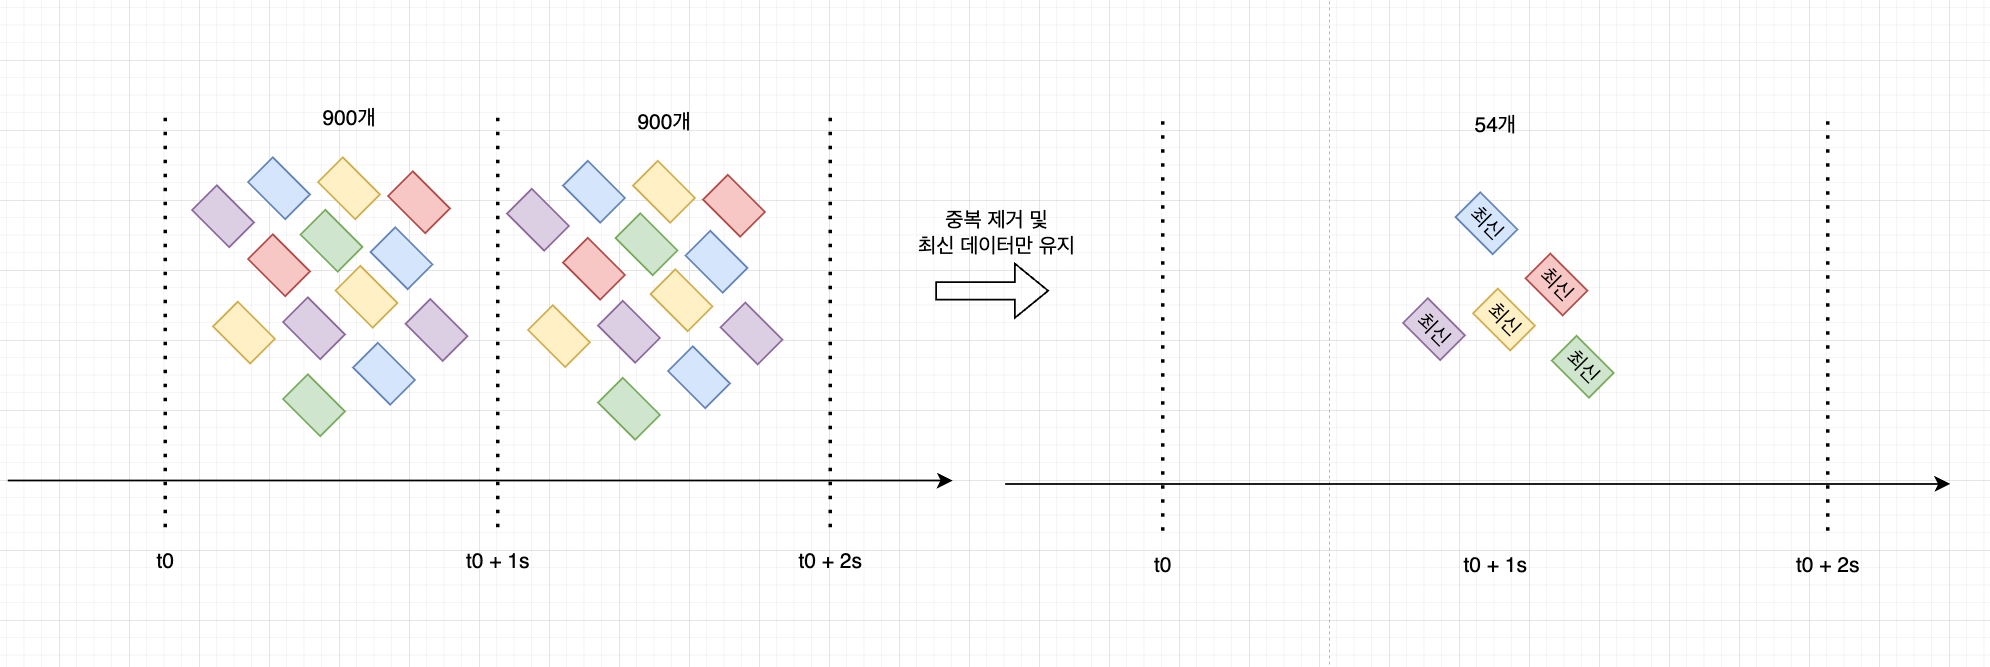 900개
900개
54개
중복 제거 및
최신 데이터만 유지
최신
최신
최신
최신
최신
t0
t0 + 1s
t0 + 2s
t0
t0 + 1s
t0 + 2s